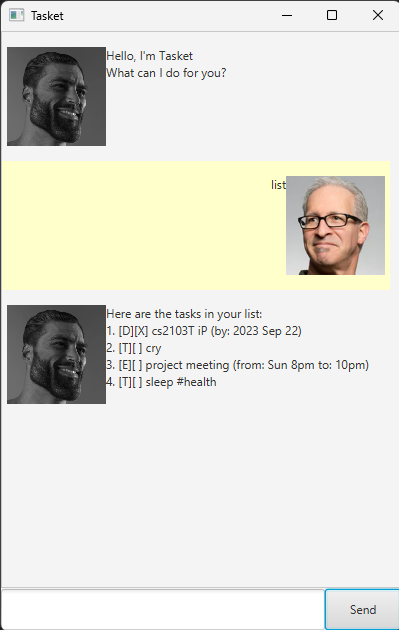 Tasket
Hello, I'm Tasket
What can I do for you?
list
Here are the tasks in your list:
1. [D][X] cs2103T iP (by: 2023 Sep 22)
2. [T][ ] cry
3. [E][ ] project meeting (from: Sun 8pm to: 10pm)
4. [T][ ] sleep #health
Send